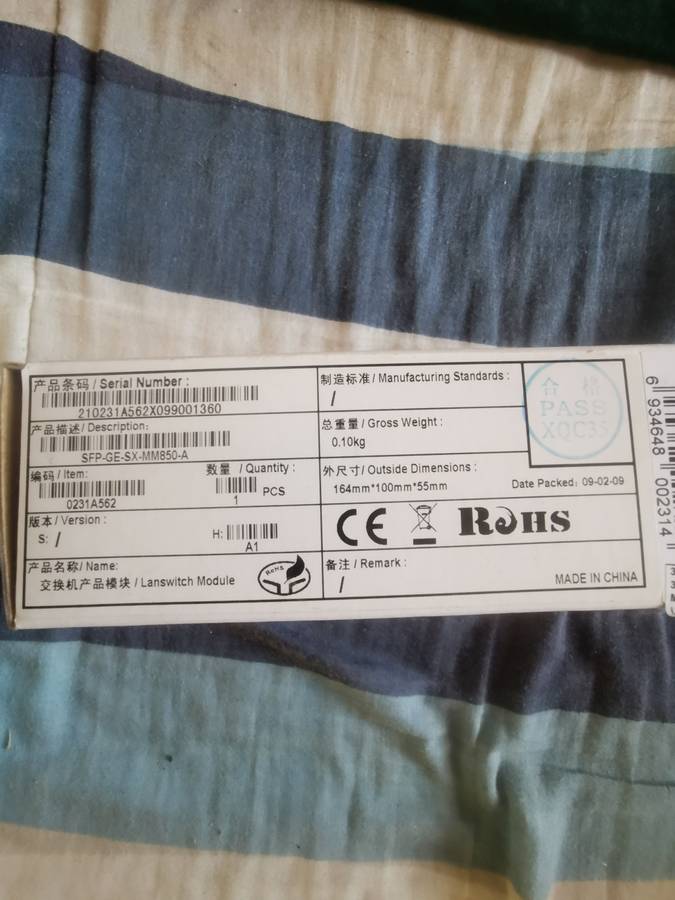 产品条码 / Serial Number :
210231A562X099001360
产品描述/ Description:
SFP-GE-SX-MM850-A
编码 / Item:
0231A562
数量 / Quantity :
1 PCS
版本 / Version :
S: /
H:
A1
产品名称/ Name:
交换机产品模块 / Lanswitch Module
RoHS
制造标准 / Manufacturing Standards :
/
总重量 / Gross Weight :
0.10kg
外尺寸 / Outside Dimensions :
164mm*100mm*55mm
合格
PASS
XQC35
Date Packed: 09-02-09
CE
RoHS
备注 / Remark :
/
MADE IN CHINA
6 934648 002314